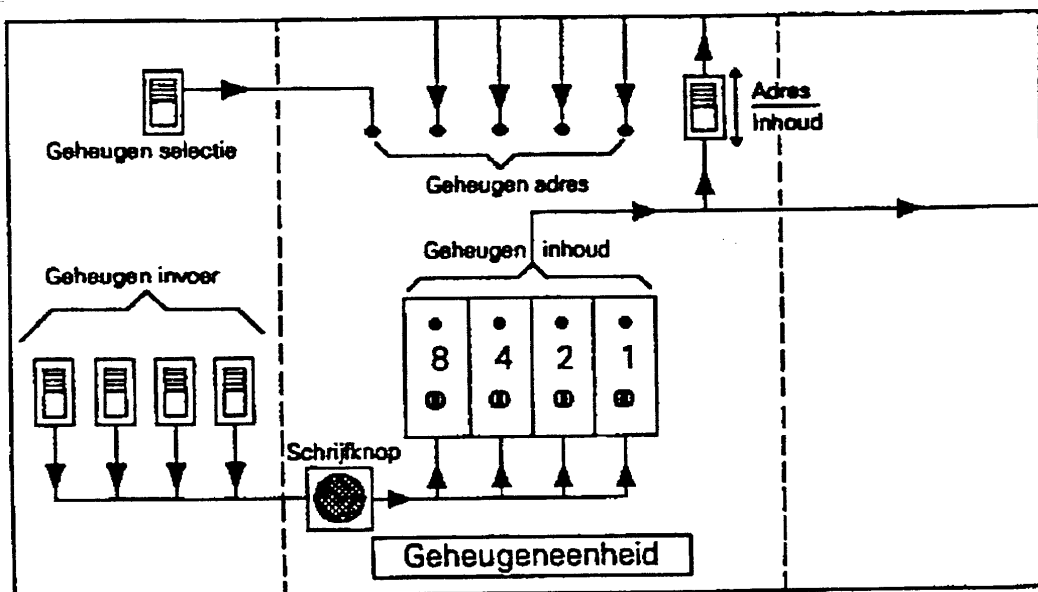 Geheugen selectie
Adres
Inhoud
Geheugen adres
Geheugen inhoud
Geheugen invoer
8 4 2 1
Schrijfknop
Geheugeneenheid